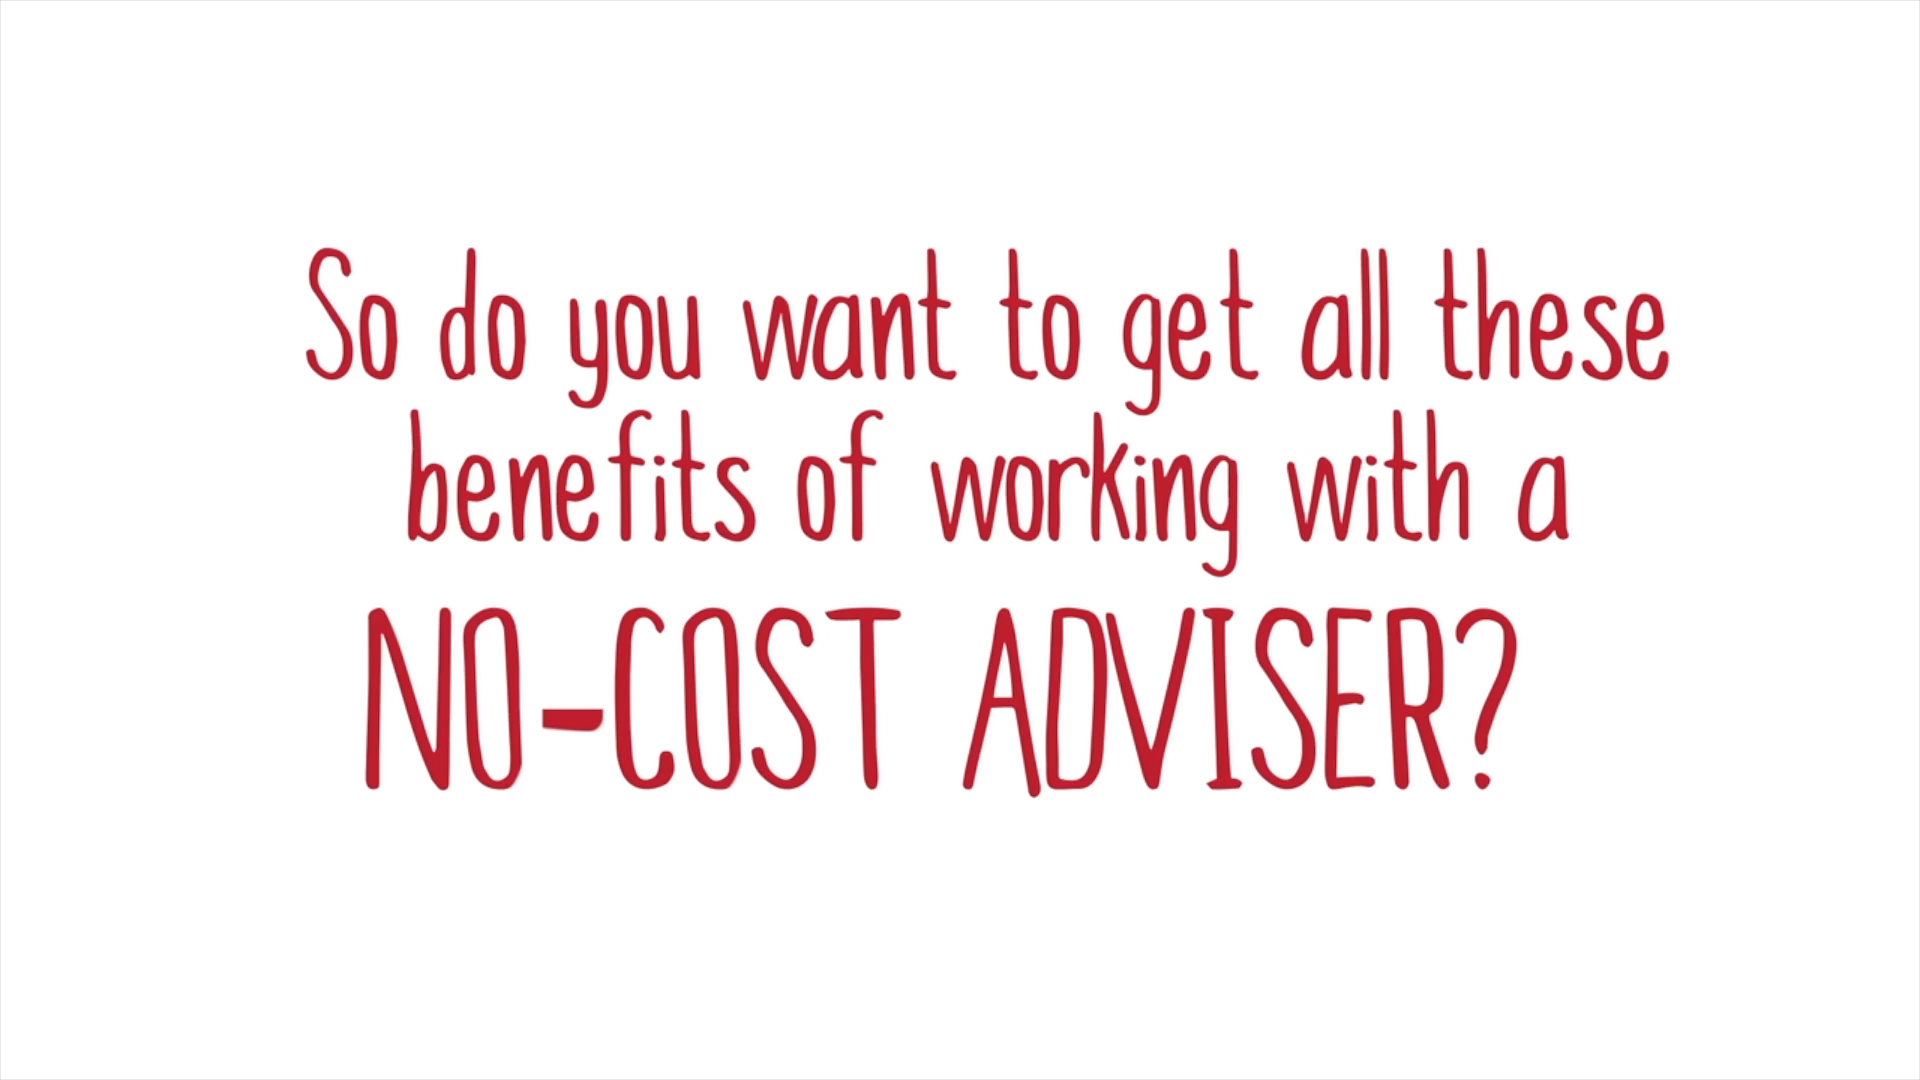 So do you want to get all these
benefits of working with a
NO-COST ADVISER?